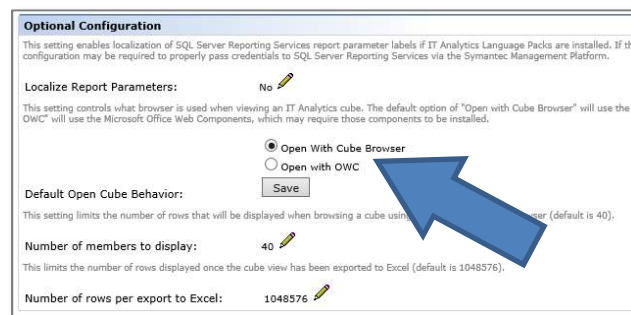 Optional Configuration
This setting enables localization of SQL Server Reporting Services report parameter labels if IT Analytics Language Packs are installed. If th
configuration may be required to properly pass credentials to SQL Server Reporting Services via the Symantec Management Platform.
Localize Report Parameters: No
This setting controls what browser is used when viewing an IT Analytics cube. The default option of "Open with Cube Browser" will use the
OWC" will use the Microsoft Office Web Components, which may require those components to be installed.
Open With Cube Browser
Open with OWC
Default Open Cube Behavior: Save
This setting limits the number of rows that will be displayed when browsing a cube using ser (default is 40).
Number of members to display: 40
This limits the number of rows displayed once the cube view has been exported to Excel (default is 1048576).
Number of rows per export to Excel: 1048576